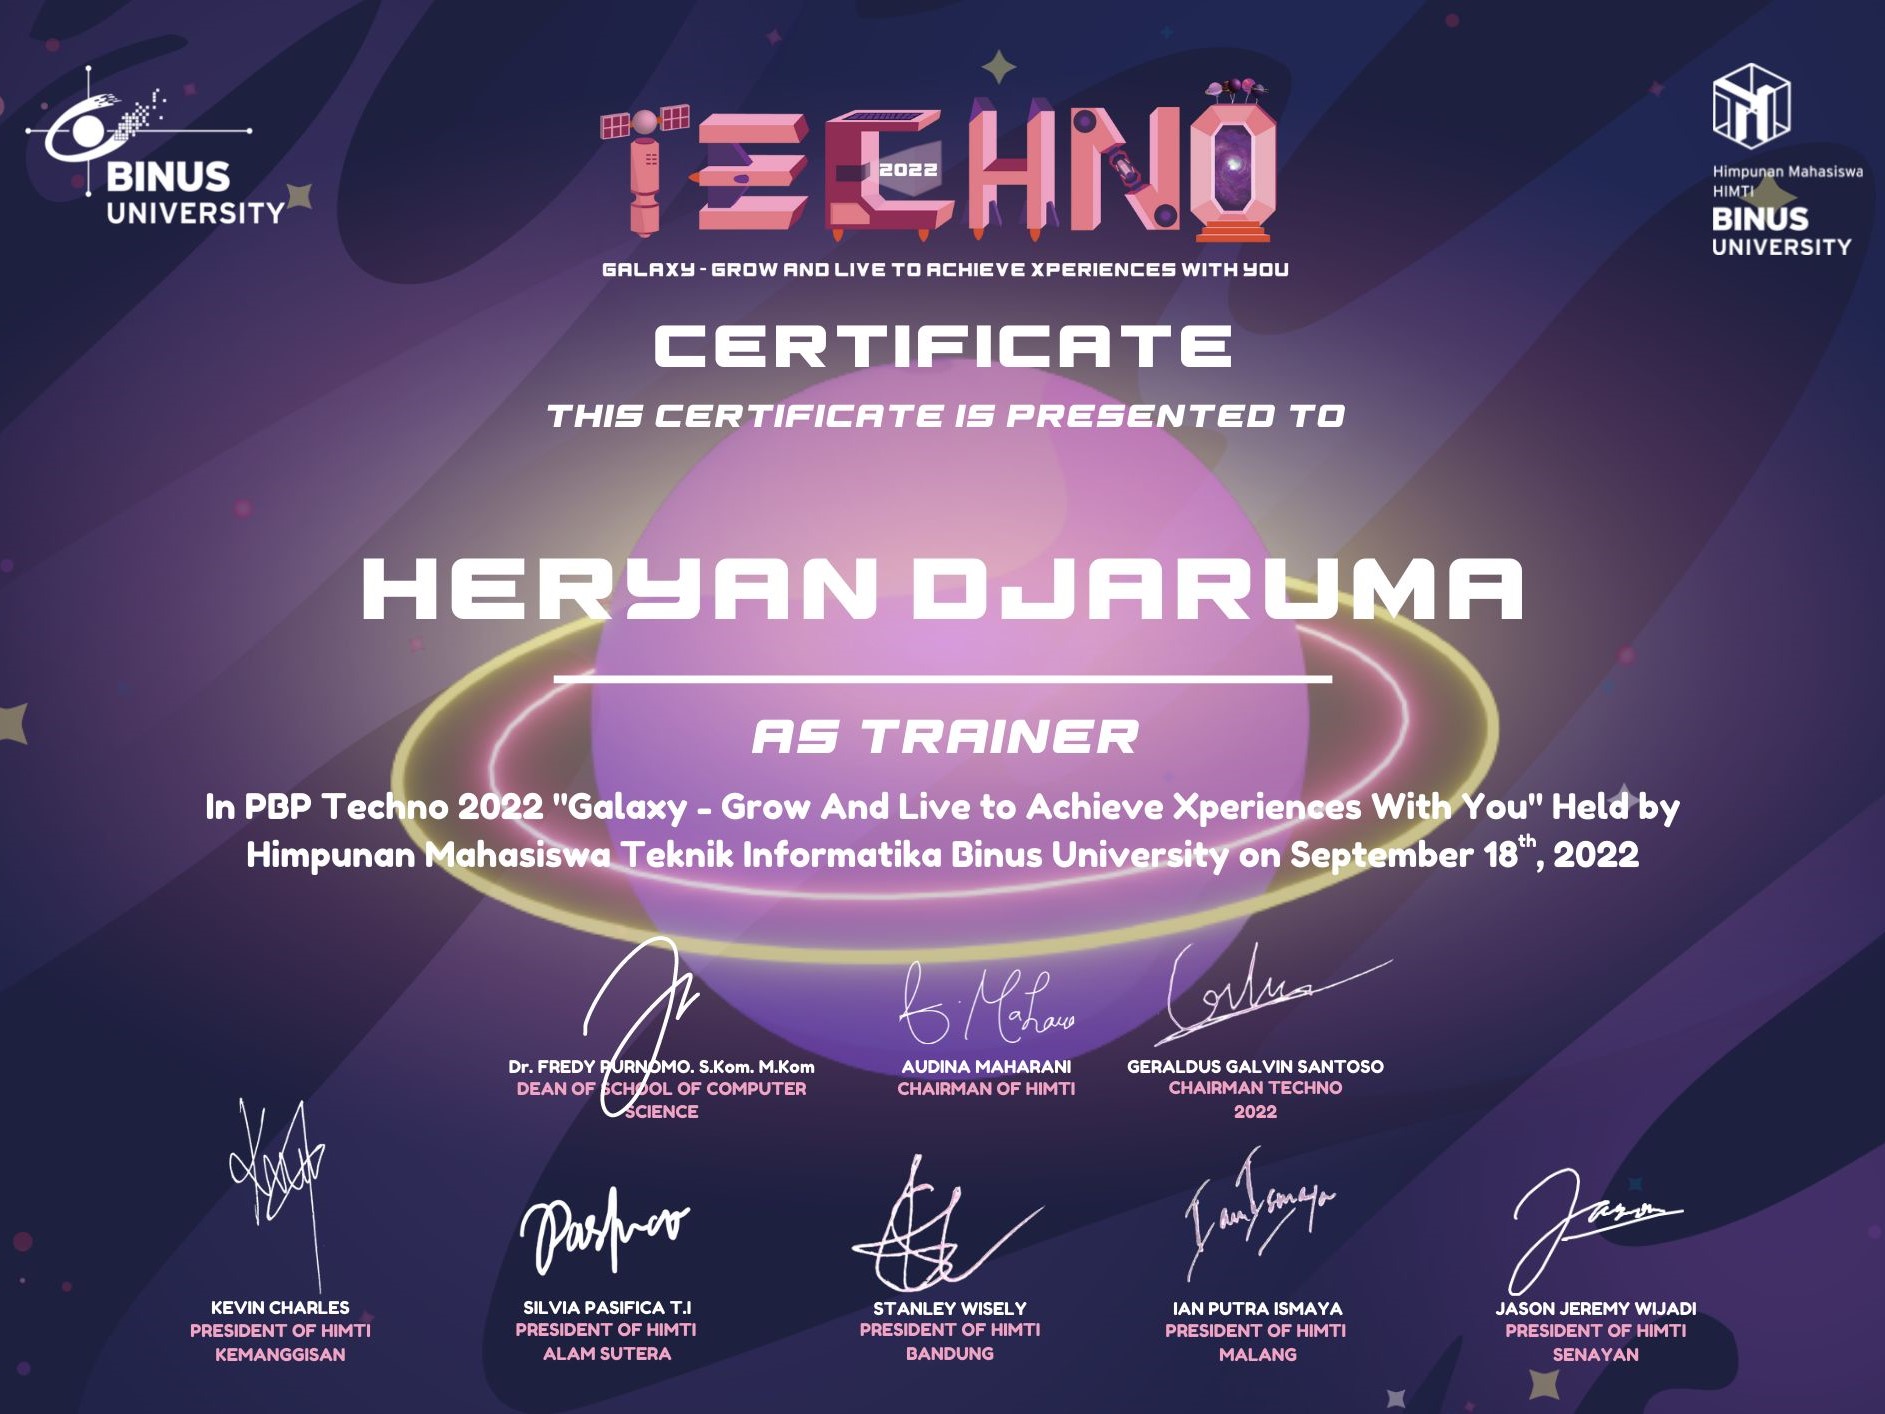 BINUS
UNIVERSITY
TECHNO
2022
GALAXY - GROW AND LIVE TO ACHIEVE XPERIENCES WITH YOU
Himpunan Mahasiswa
HIMTI
BINUS
UNIVERSITY
CERTIFICATE
THIS CERTIFICATE IS PRESENTED TO
HERYAN DJARUMA
AS TRAINER
In PBP Techno 2022 "Galaxy - Grow And Live to Achieve Xperiences With You" Held by
Himpunan Mahasiswa Teknik Informatika Binus University on September 18th, 2022
Dr. FREDY PURNOMO. S.Kom. M.Kom
DEAN OF SCHOOL OF COMPUTER
SCIENCE
AUDINA MAHARANI
CHAIRMAN OF HIMTI
GERALDUS GALVIN SANTOSO
CHAIRMAN TECHNO
2022
KEVIN CHARLES
PRESIDENT OF HIMTI
KEMANGGISAN
SILVIA PASIFICA T.I
PRESIDENT OF HIMTI
ALAM SUTERA
STANLEY WISELY
PRESIDENT OF HIMTI
BANDUNG
Ian Ismaya
IAN PUTRA ISMAYA
PRESIDENT OF HIMTI
MALANG
Jason
JASON JEREMY WIJADI
PRESIDENT OF HIMTI
SENAYAN